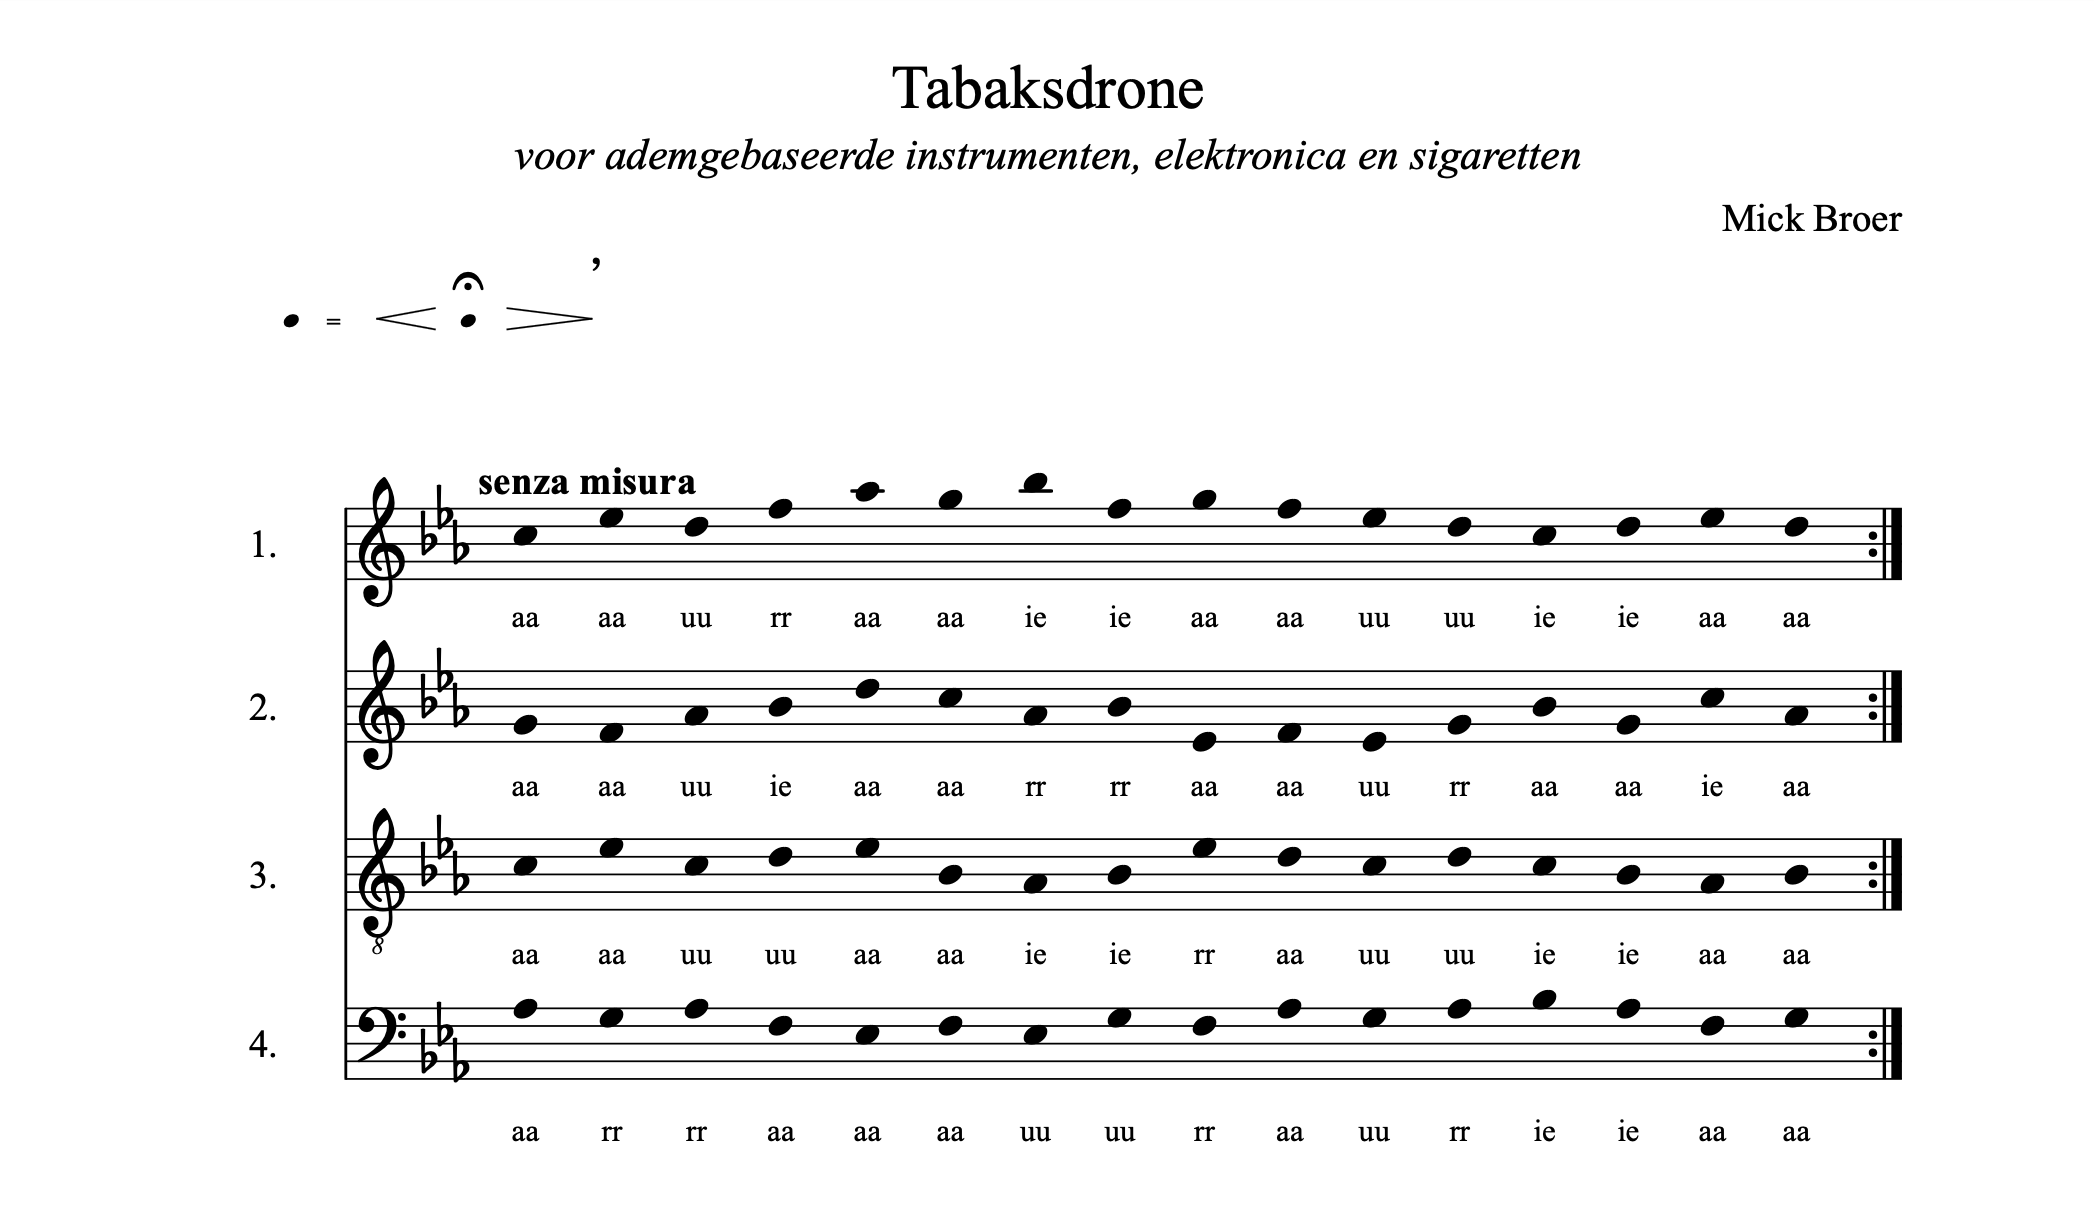 Tabaksdrone
voor ademgebaseerde instrumenten, elektronica en sigaretten
Mick Broer
=
senza misura
1.
aa aa uu rr aa aa ie ie aa aa uu uu ie ie aa aa
2.
aa aa uu ie aa aa rr rr aa aa uu rr aa aa ie aa
3.
8
aa aa uu uu aa aa ie ie rr aa uu uu ie ie aa aa
4.
aa rr rr aa aa aa uu uu rr aa uu rr ie ie aa aa